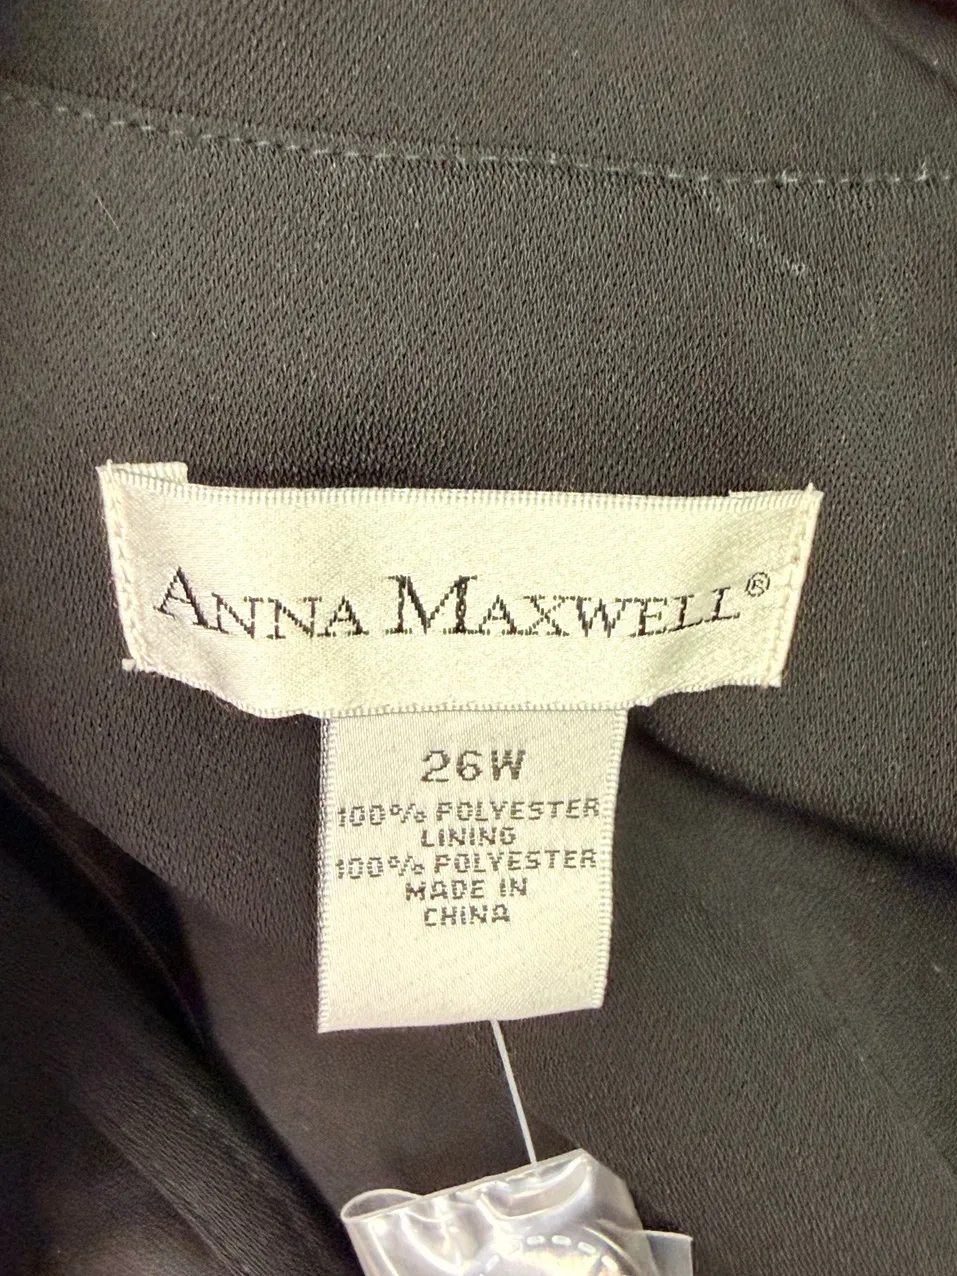 ANNA MAXWELL®
26W
100% POLYESTER
LINING
100% POLYESTER
MADE IN
CHINA